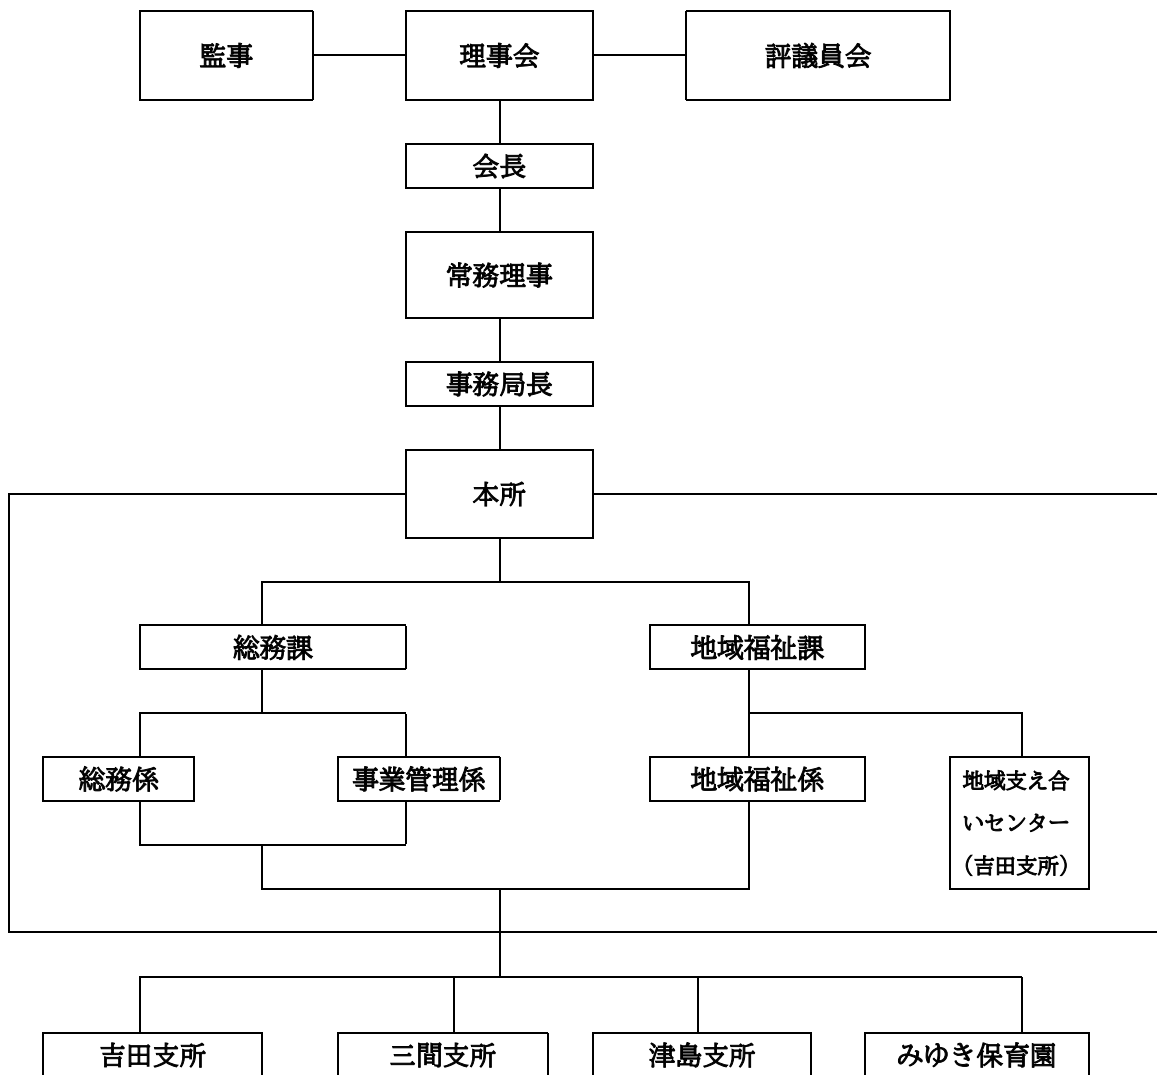 監事
理事会
評議員会
会長
常務理事
事務局長
本所
総務課
地域福祉課
総務係
事業管理係
地域福祉係
地域支え合
いセンター
（吉田支所）
吉田支所
三間支所
津島支所
みゆき保育園